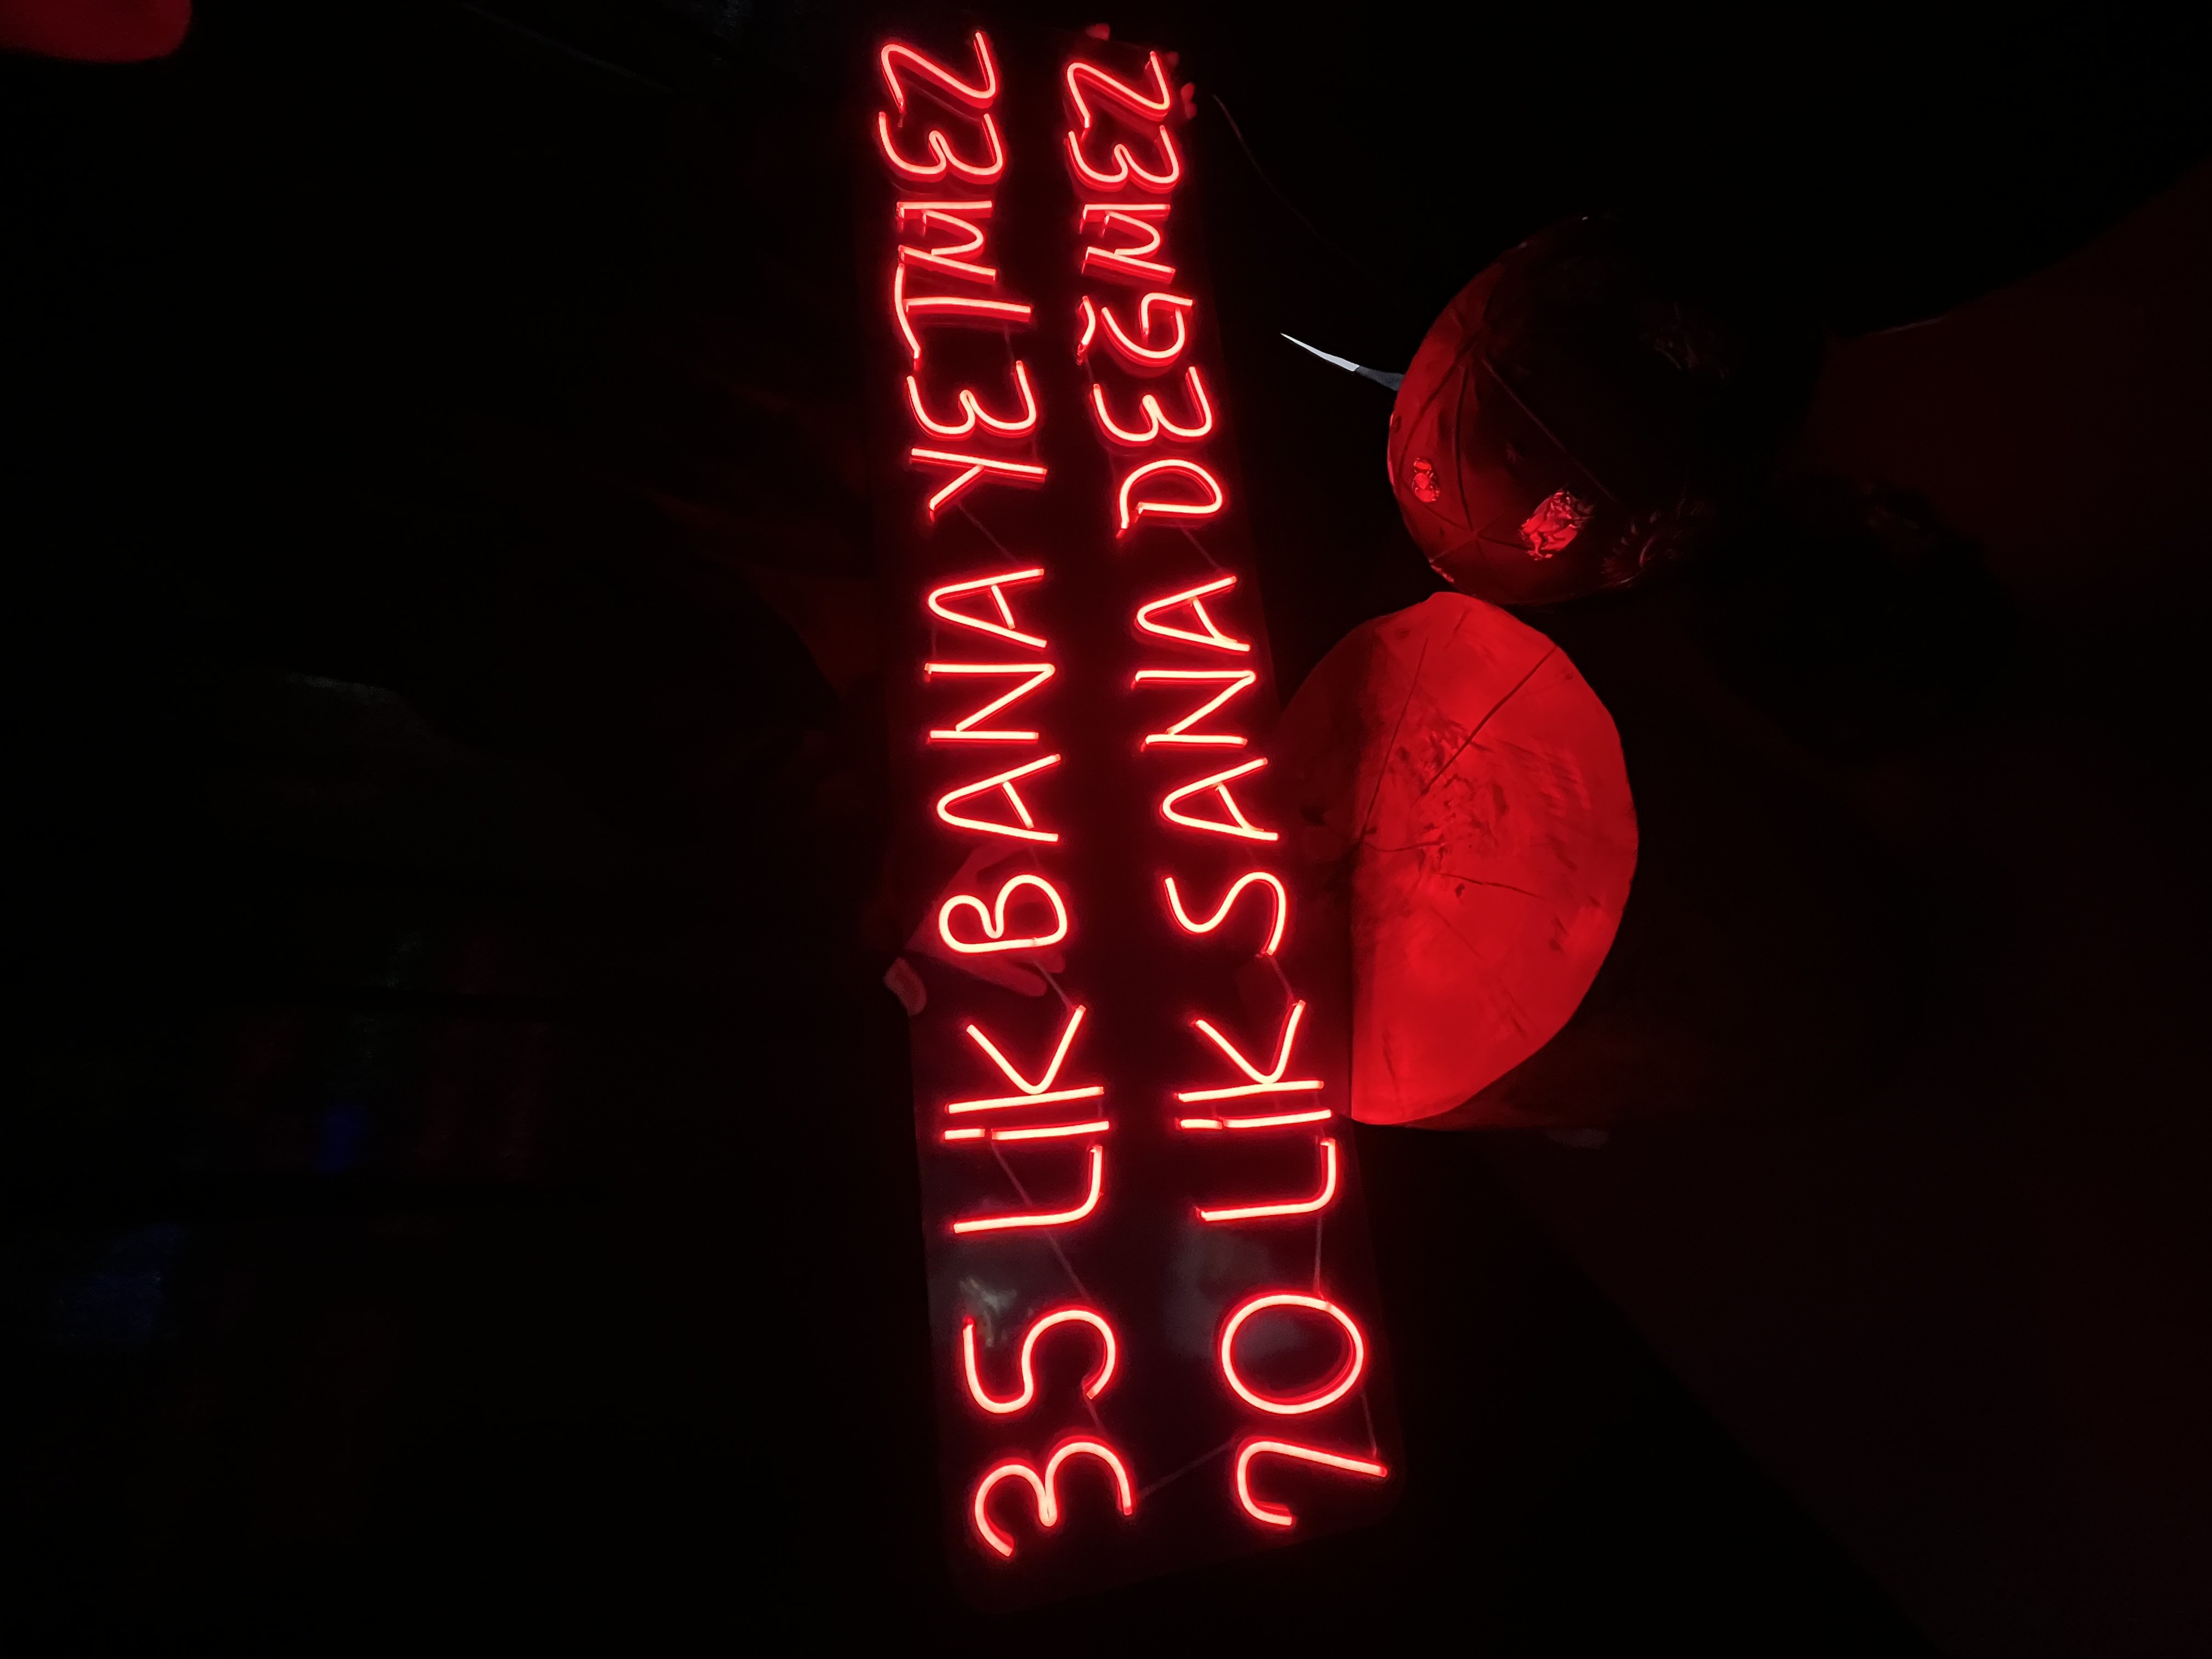 35 LİK BANA YETMEZ
70 LİK SANA DEĞMEZ